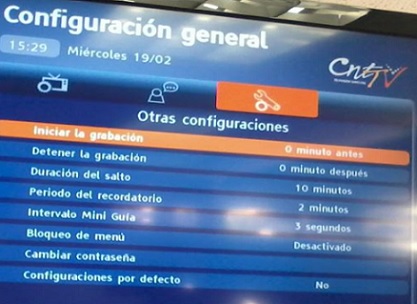 Configuración general
15:29 Miércoles 19/02
CntTV
Otras configuraciones
Iniciar la grabación 0 minuto antes
Detener la grabación 0 minuto después
Duración del salto 10 minutos
Periodo del recordatorio 2 minutos
Intervalo Mini Guía 3 segundos
Bloqueo de menú Desactivado
Cambiar contraseña
Configuraciones por defecto No